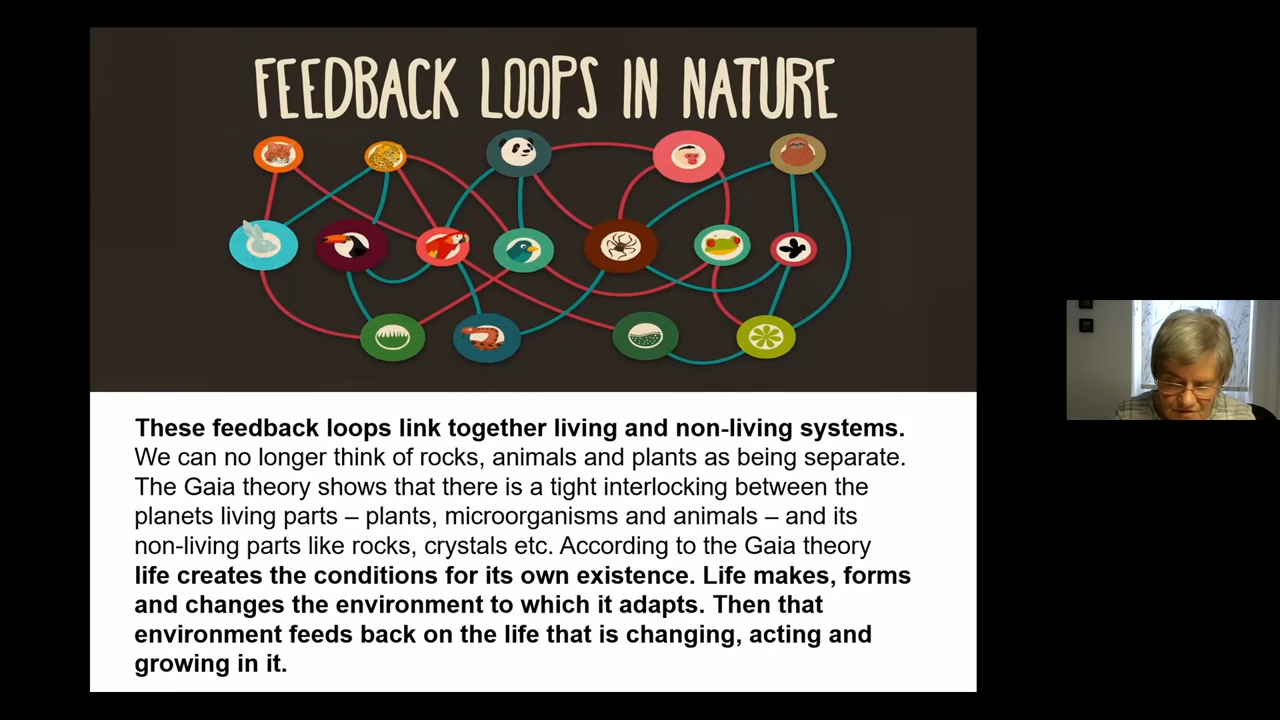 FEEDBACK LOOPS IN NATURE
These feedback loops link together living and non-living systems.
We can no longer think of rocks, animals and plants as being separate.
The Gaia theory shows that there is a tight interlocking between the
planets living parts – plants, microorganisms and animals – and its
non-living parts like rocks, crystals etc. According to the Gaia theory
life creates the conditions for its own existence. Life makes, forms
and changes the environment to which it adapts. Then that
environment feeds back on the life that is changing, acting and
growing in it.